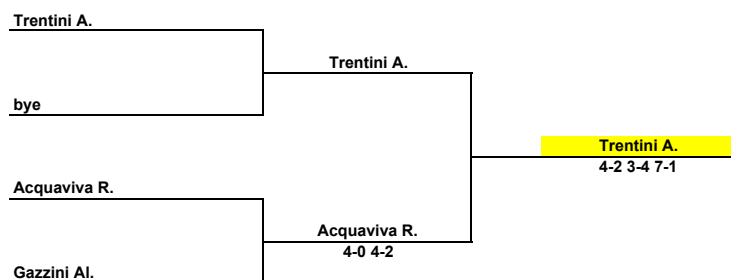 Trentini A.
Trentini A.
bye
Trentini A.
4-2 3-4 7-1
Acquaviva R.
Acquaviva R.
4-0 4-2
Gazzini Al.